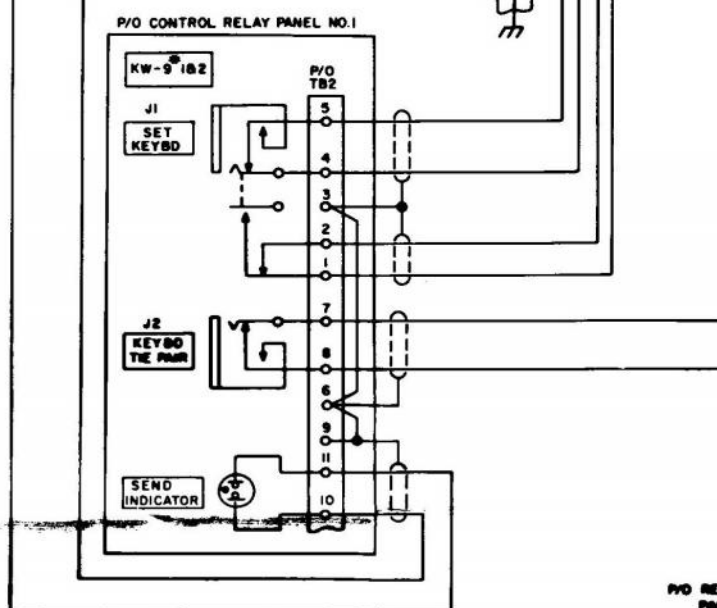 P/O CONTROL RELAY PANEL NO.1
KW-9* 1&2
P/O
TB2
J1
SET
KEYBD
5
4
3
2
1
J2
KEYBD
TIE PAIR
7
8
6
9
11
SEND
INDICATOR
10
P/O RE